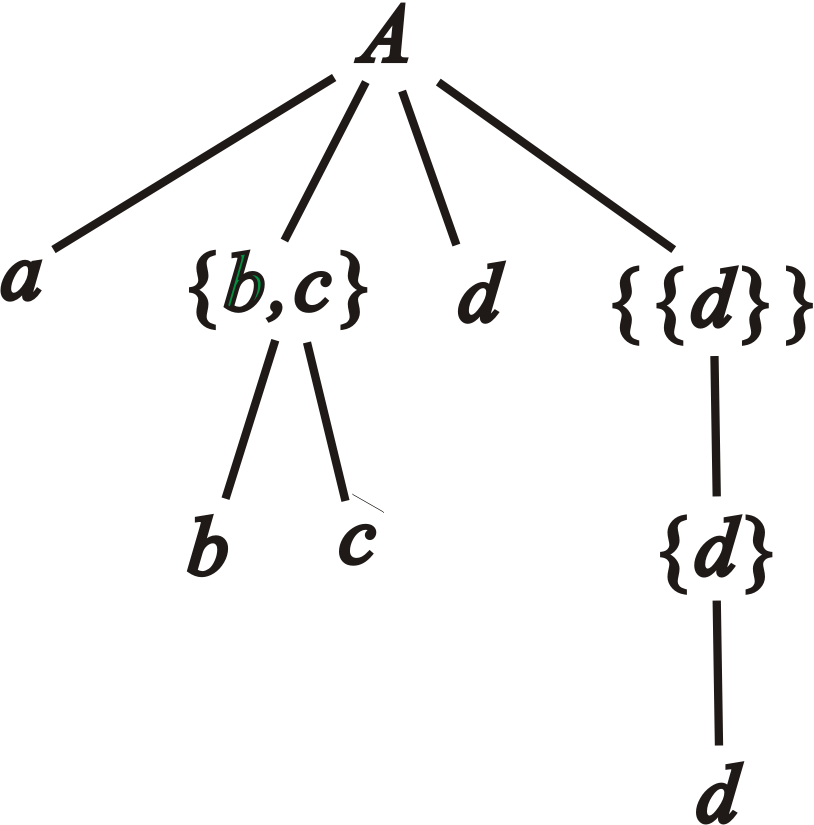 A
a {b,c} d {{d}}
b c {d}
d